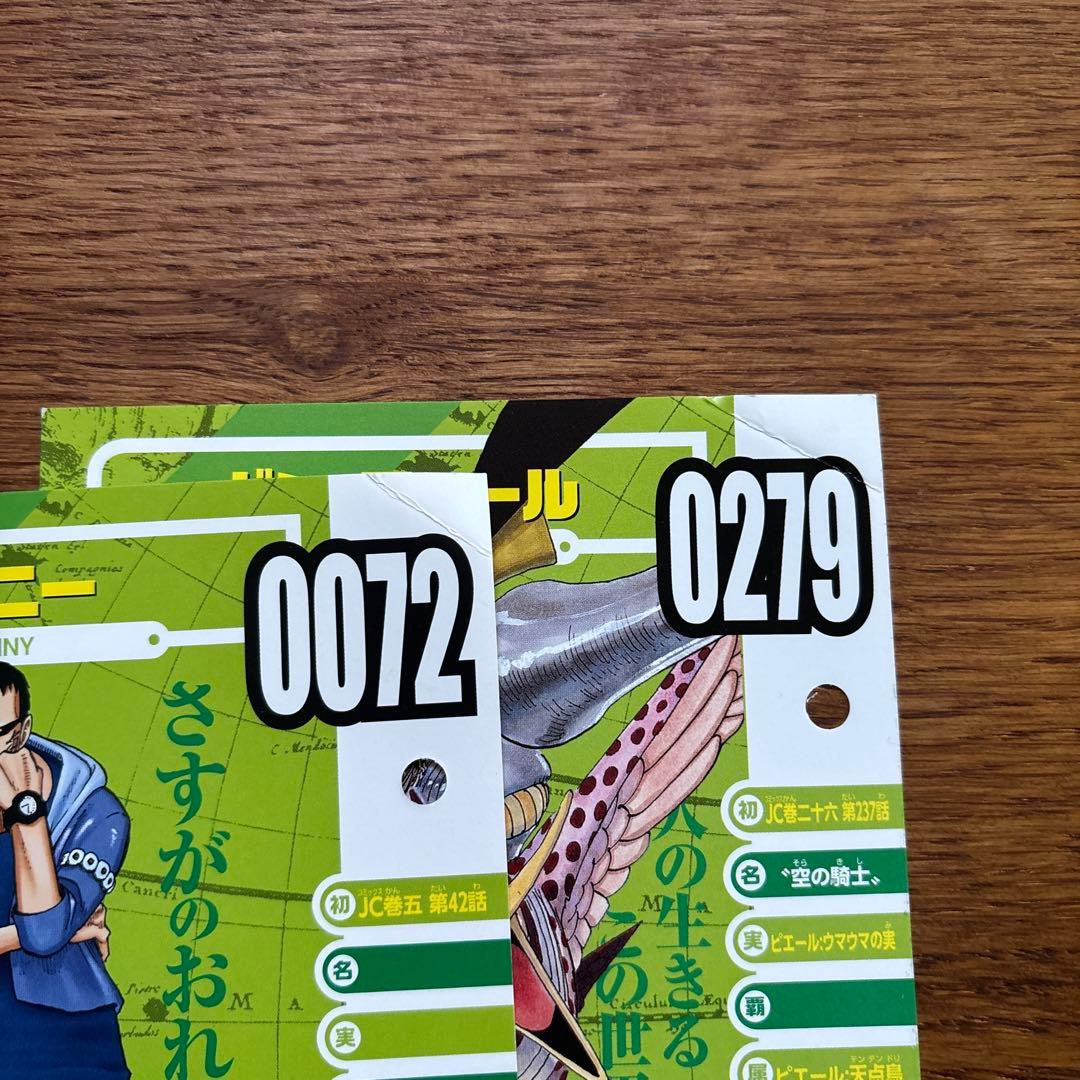 ール
0279
初 JC巻二十六 第237話
名 〝空の騎士〟
実 ピエール:ウマウマの実
覇
属 ピエール:天点鳥
人の生きる
この世
ニー
NNY
0072
さすがのおれ
初 JC巻五 第42話
名
実